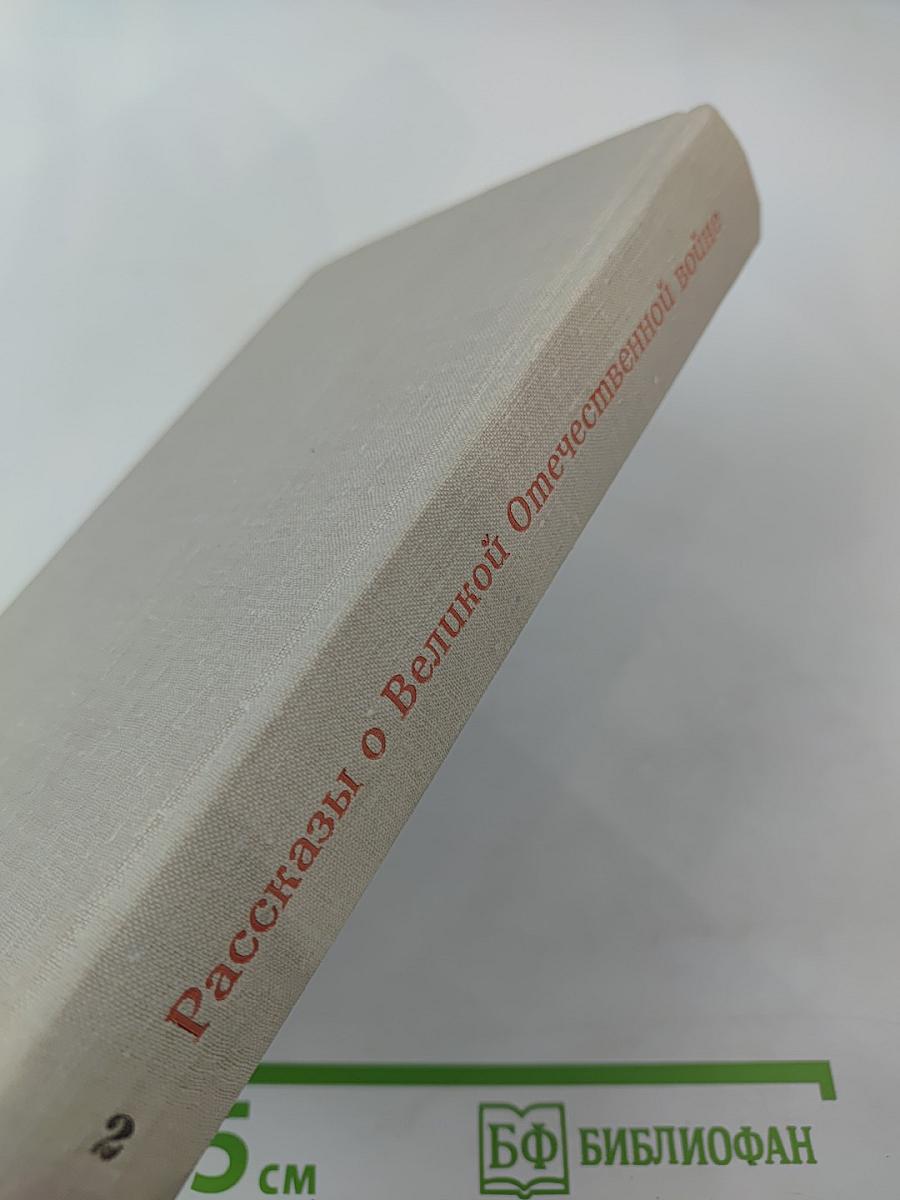 Рассказы о Великой Отечественной войне
2
5 см
БФ БИБЛИОФАН